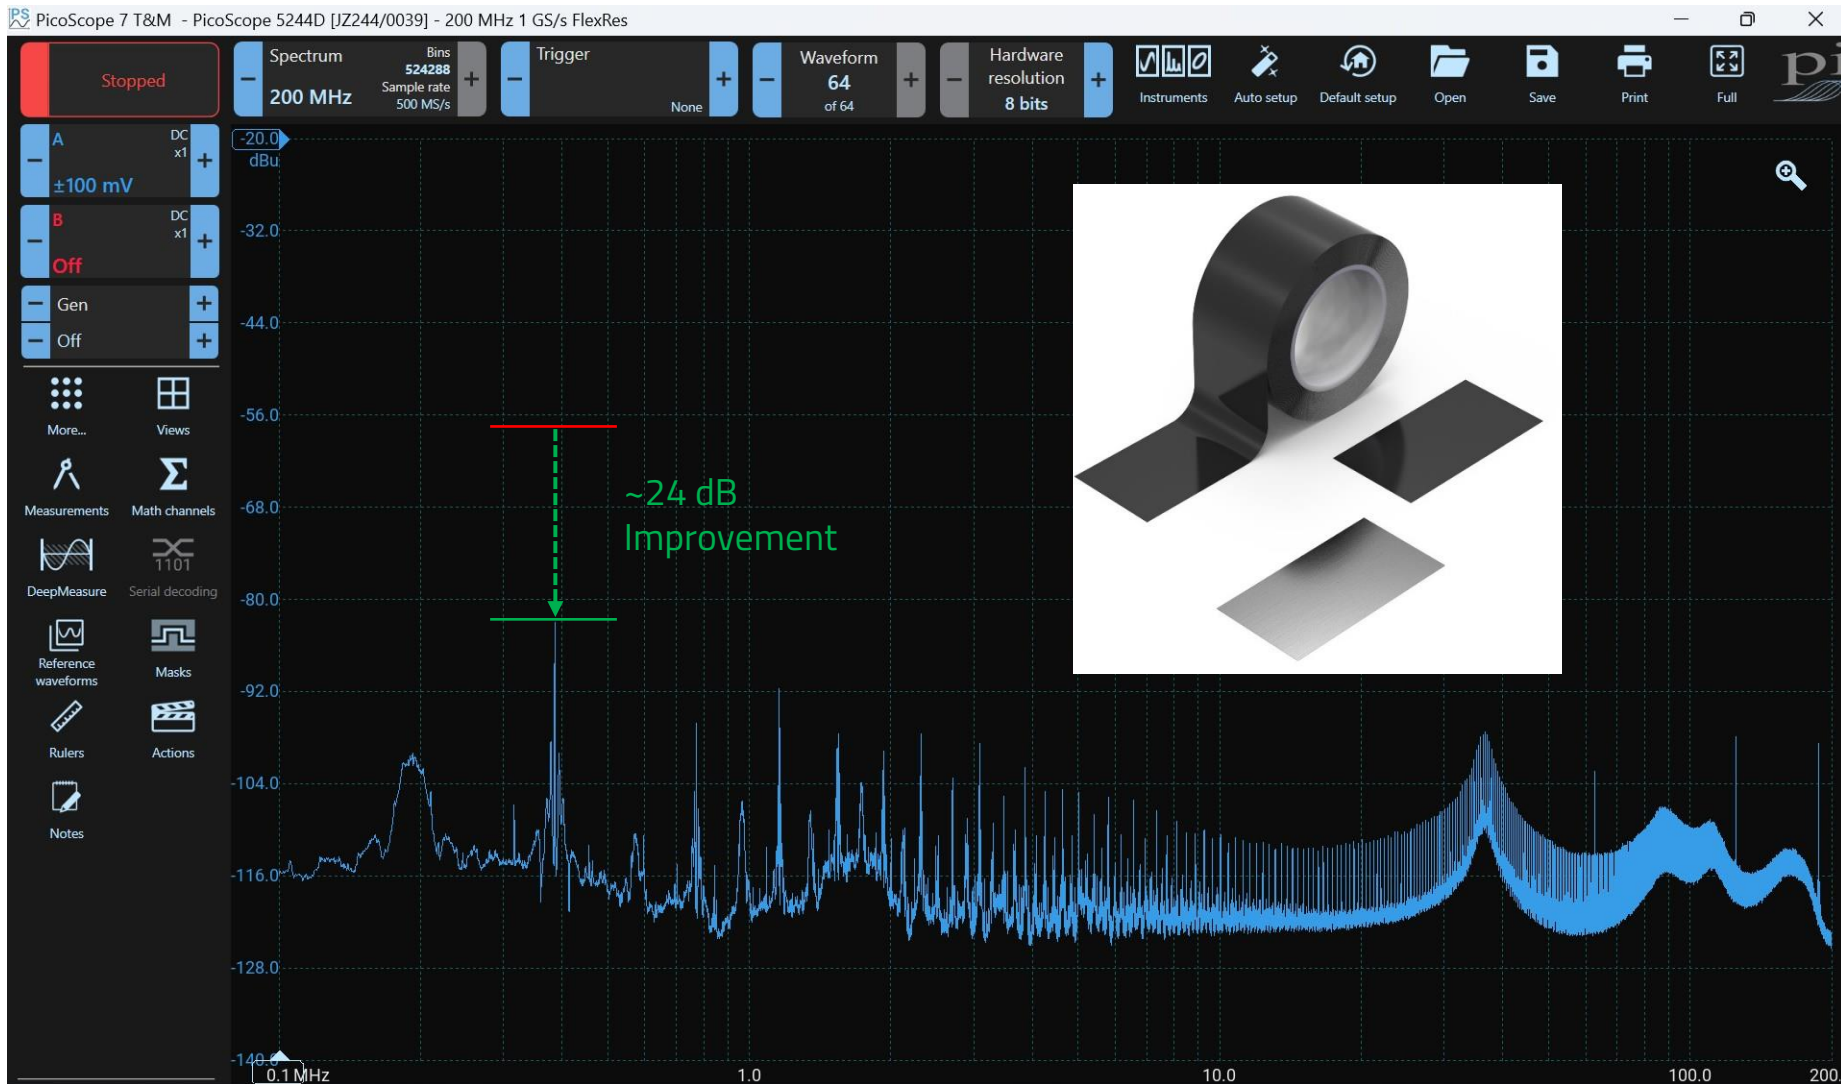 PS PicoScope 7 T&M - PicoScope 5244D [JZ244/0039] - 200 MHz 1 GS/s FlexRes
Stopped
Spectrum
200 MHz
Bins
524288
Sample rate
500 MS/s
Trigger
None
Waveform
64
of 64
Hardware
resolution
8 bits
Instruments
Auto setup
Default setup
Open
Save
Print
Full
A
DC
x1
±100 mV
B
DC
x1
Off
Gen
Off
More...
Views
Measurements
Math channels
DeepMeasure
1101
Serial decoding
Reference
waveforms
Masks
Rulers
Actions
Notes
-20.0
dBu
-32.0
-44.0
-56.0
-68.0
-80.0
-92.0
-104.0
-116.0
-128.0
-140.0
~24 dB
Improvement
0.1 MHz
1.0
10.0
100.0